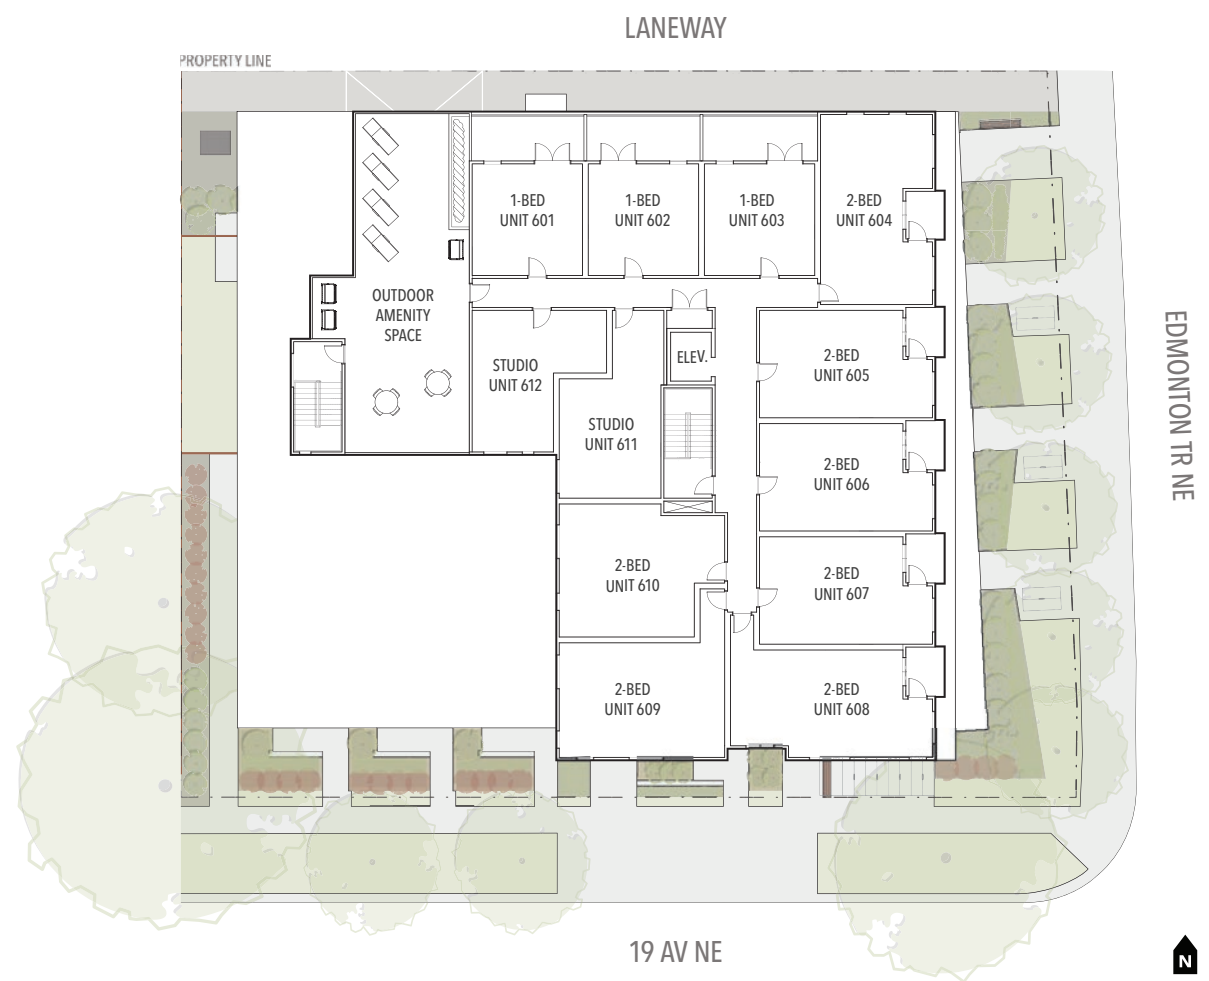 LANEWAY
PROPERTY LINE
1-BED
UNIT 601
1-BED
UNIT 602
1-BED
UNIT 603
2-BED
UNIT 604
OUTDOOR
AMENITY
SPACE
STUDIO
UNIT 612
ELEV.
2-BED
UNIT 605
STUDIO
UNIT 611
2-BED
UNIT 606
2-BED
UNIT 610
2-BED
UNIT 607
2-BED
UNIT 609
2-BED
UNIT 608
EDMONTON TR NE
19 AV NE
N